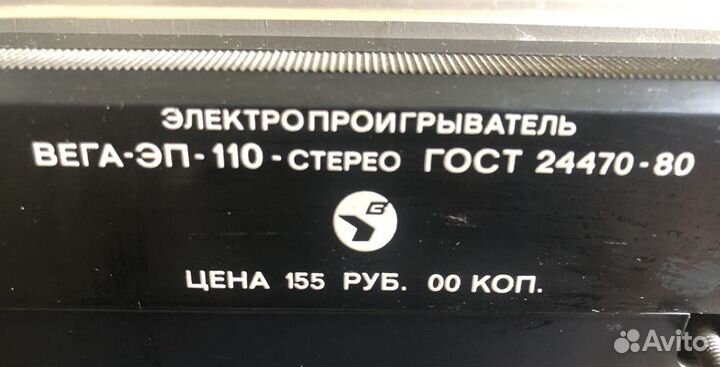 ЭЛЕКТРОПРОИГРЫВАТЕЛЬ
ВЕГА-ЭП-110-СТЕРЕО ГОСТ 24470-80
ЦЕНА 155 РУБ. 00 КОП.
Avito